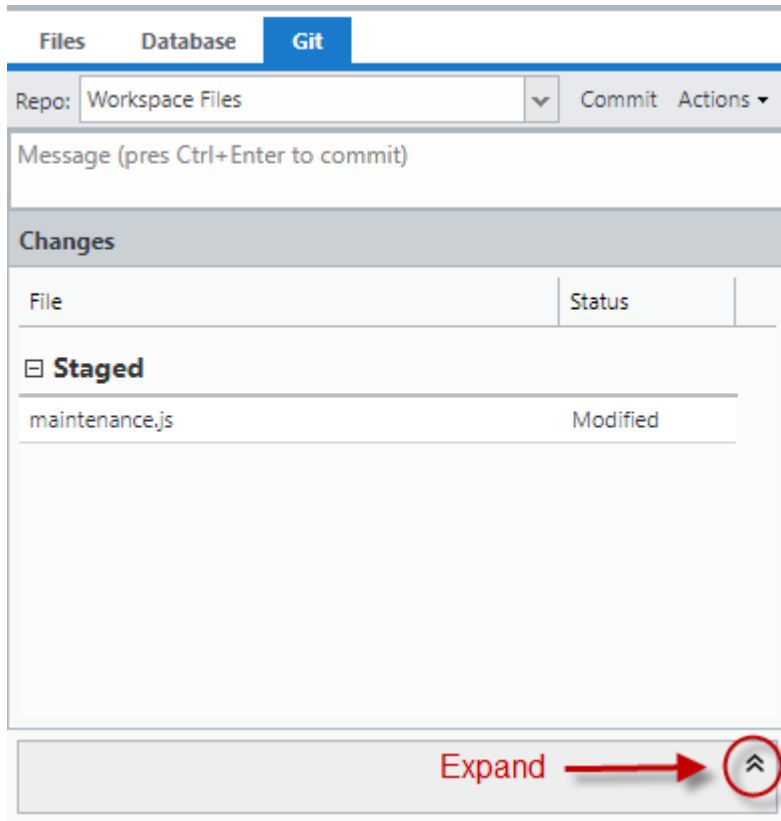 Files Database Git
Repo: Workspace Files Commit Actions
Message (pres Ctrl+Enter to commit)
Changes
File Status
Staged
maintenance.js Modified
Expand